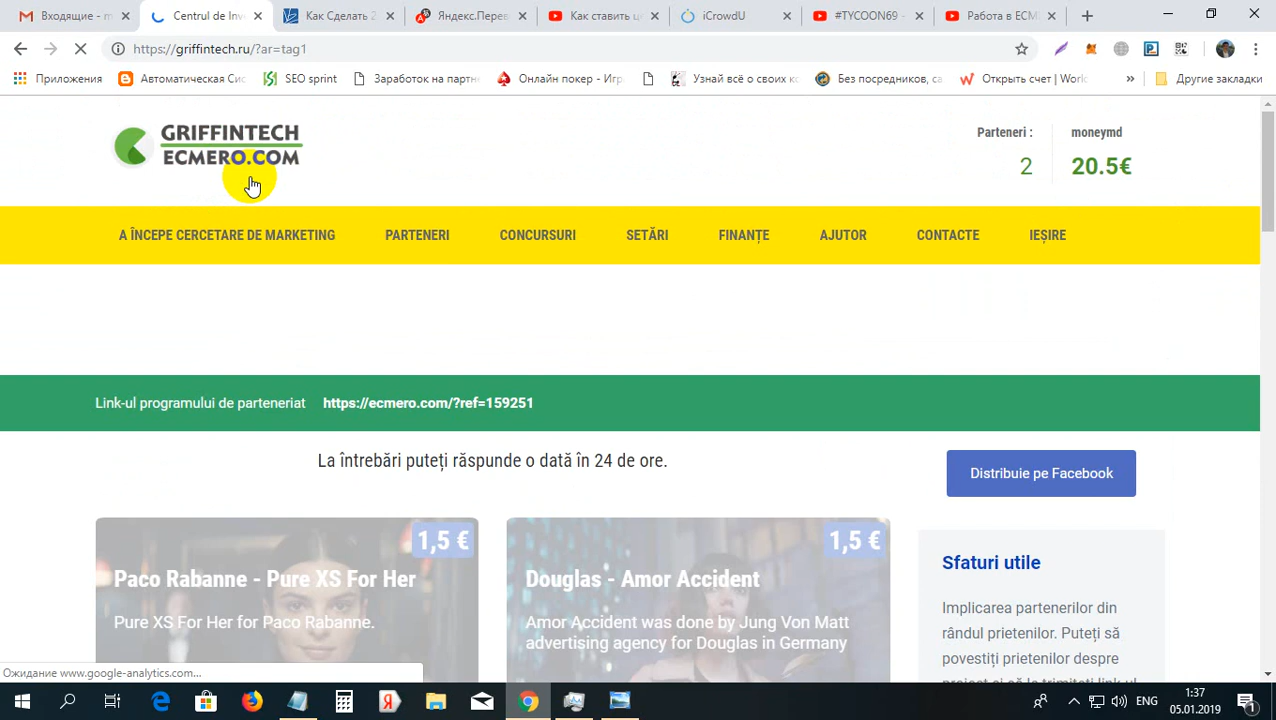 Входящие - m
Centrul de Inv
Как Сделать 2
Яндекс.Перев
Как ставить ц
iCrowdU
#TYCOON69 -
Работа в ECM
https://griffintech.ru/?ar=tag1
Приложения
Автоматическая Сис
SEO sprint
Заработок на партн
Онлайн покер - Игр
Узнай всё о своих кс
Без посредников, са
Открыть счет | Worl
»
Другие закладки
GRIFFINTECH
ECMERO.COM
Parteneri :
2
moneymd
20.5€
A ÎNCEPE CERCETARE DE MARKETING
PARTENERI
CONCURSURI
SETĂRI
FINANȚE
AJUTOR
CONTACTE
IEȘIRE
Link-ul programului de parteneriat
https://ecmero.com/?ref=159251
La întrebări puteți răspunde o dată în 24 de ore.
Distribuie pe Facebook
1,5 €
Paco Rabanne - Pure XS For Her
Pure XS For Her for Paco Rabanne.
1,5 €
Douglas - Amor Accident
Amor Accident was done by Jung Von Matt
advertising agency for Douglas in Germany
Sfaturi utile
Implicarea partenerilor din
rândul prietenilor. Puteți să
povestiți prietenilor despre
Ожидание www.google-analytics.com...
ENG
1:37
05.01.2019
1